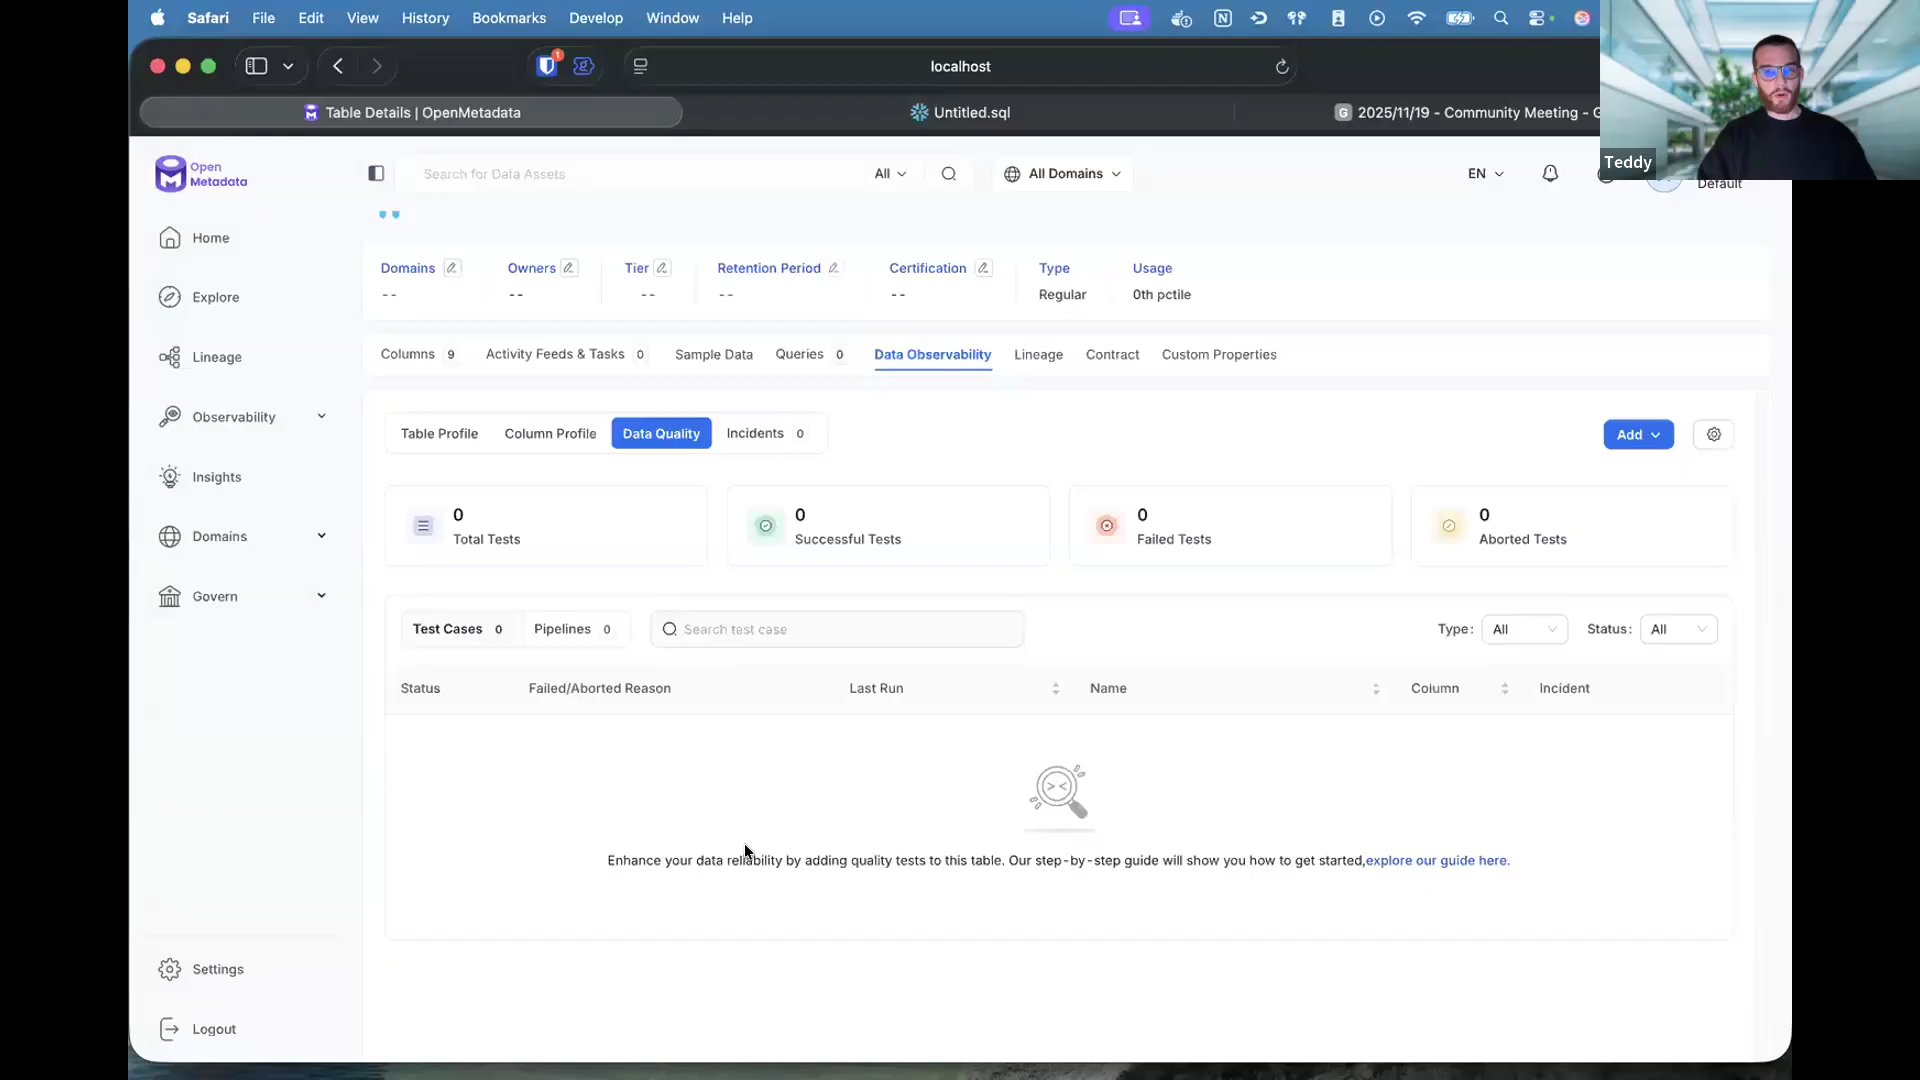 Safari File Edit View History Bookmarks Develop Window Help
1
localhost
Table Details | OpenMetadata
Untitled.sql
2025/11/19 - Community Meeting - G
Teddy
Open
Metadata
Search for Data Assets
All
All Domains
EN
Default
Home
Explore
Lineage
Observability
Insights
Domains
Govern
Settings
Logout
Domains Owners Tier Retention Period Certification Type Usage
-- -- -- -- -- Regular 0th pctile
Columns 9 Activity Feeds & Tasks 0 Sample Data Queries 0 Data Observability Lineage Contract Custom Properties
Table Profile Column Profile Data Quality Incidents 0
Add
0
Total Tests
0
Successful Tests
0
Failed Tests
0
Aborted Tests
Test Cases 0 Pipelines 0 Search test case Type: All Status: All
Status Failed/Aborted Reason Last Run Name Column Incident
Enhance your data reliability by adding quality tests to this table. Our step-by-step guide will show you how to get started,explore our guide here.